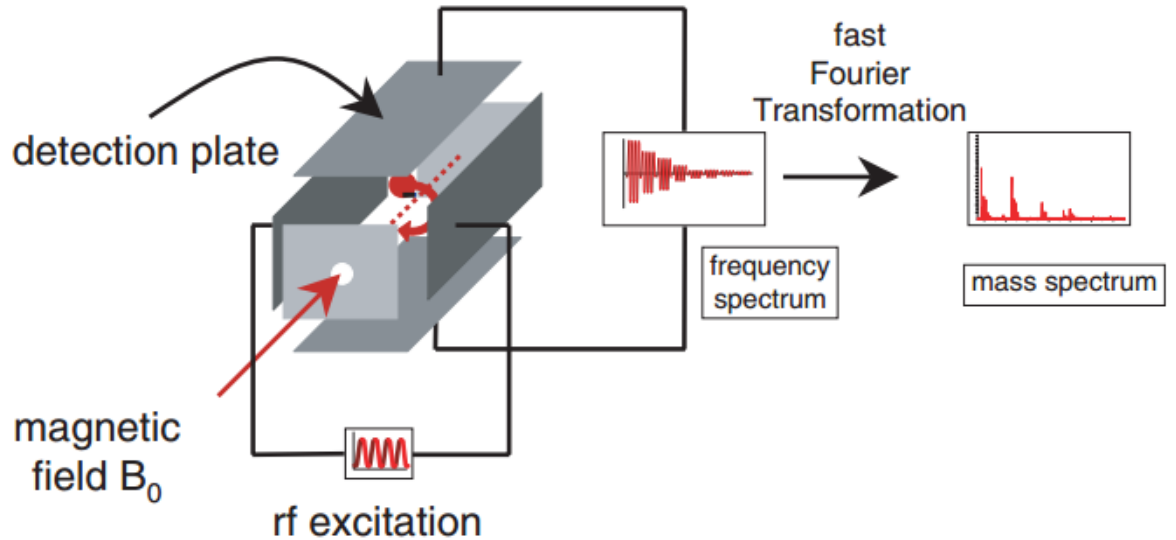 detection plate
magnetic
field B₀
rf excitation
fast
Fourier
Transformation
frequency
spectrum
mass spectrum